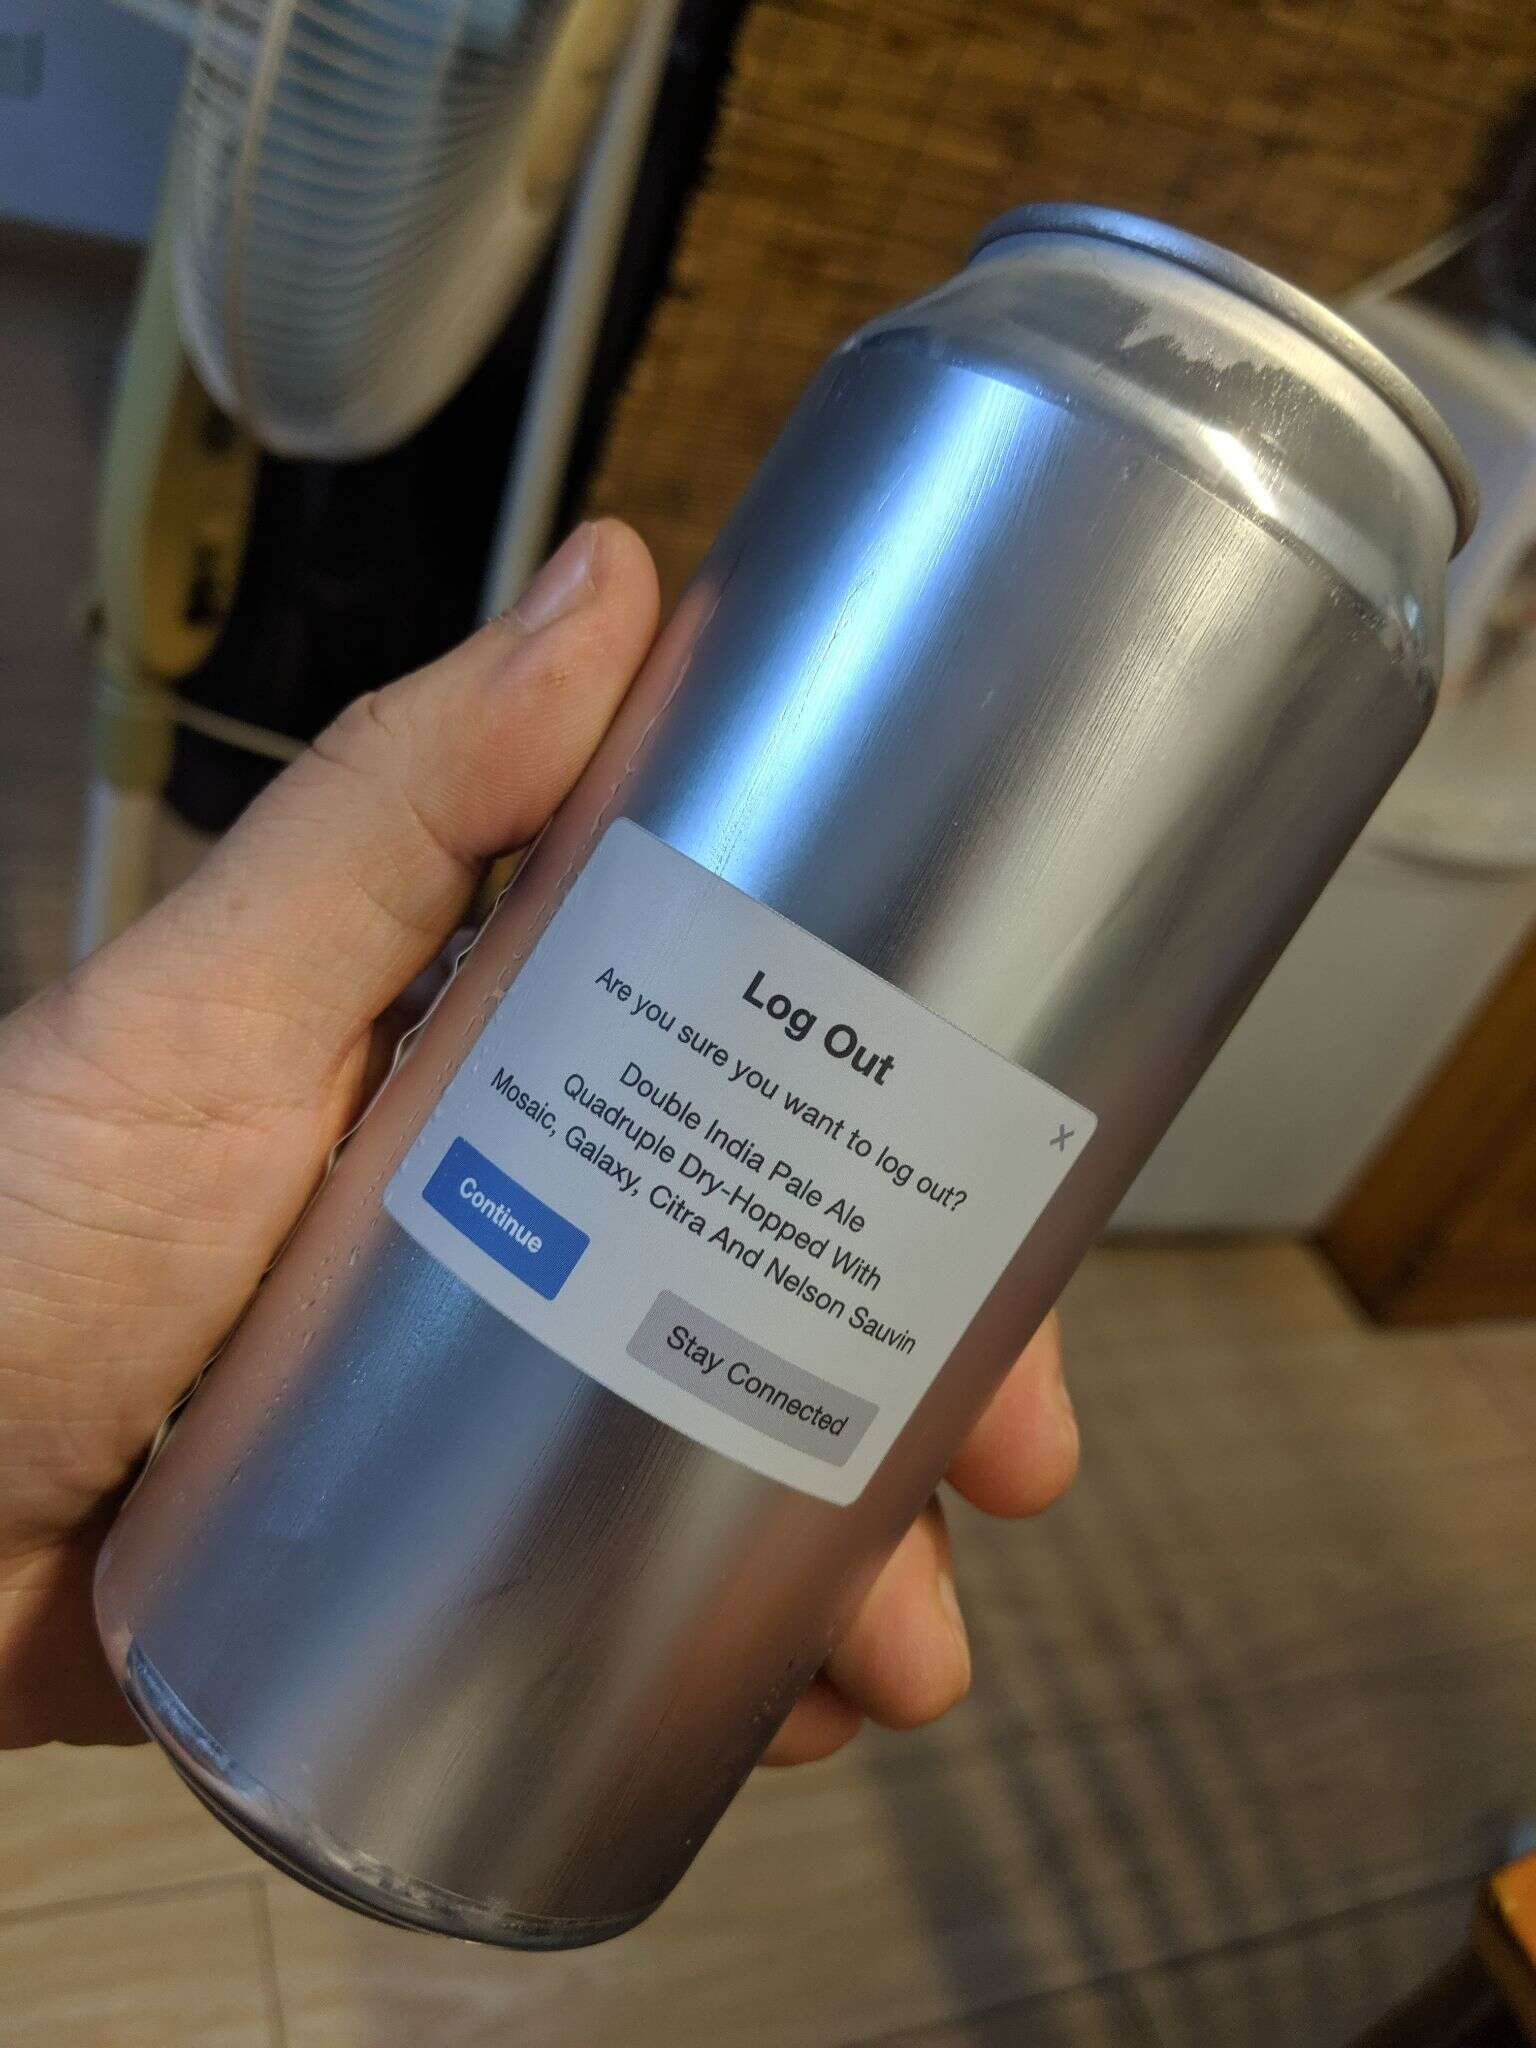 Log Out
x
Are you sure you want to log out?
Double India Pale Ale
Quadruple Dry-Hopped With
Mosaic, Galaxy, Citra And Nelson Sauvin
Continue
Stay Connected